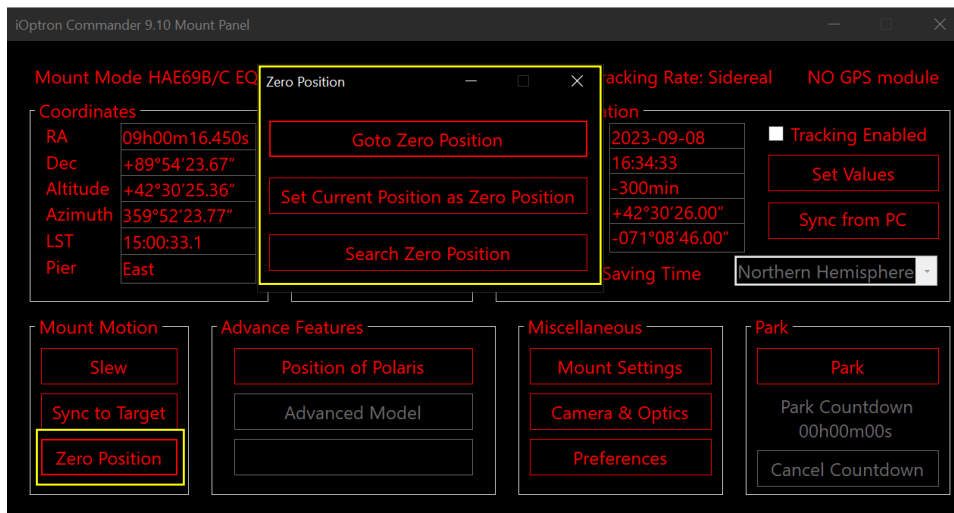 iOptron Commander 9.10 Mount Panel
Mount Mode HAE69B/C EQ
racking Rate: Sidereal
NO GPS module
Zero Position
Goto Zero Position
Set Current Position as Zero Position
Search Zero Position
Coordinates
RA 09h00m16.450s
Dec +89°54'23.67"
Altitude +42°30'25.36"
Azimuth 359°52'23.77"
LST 15:00:33.1
Pier East
ation
2023-09-08
16:34:33
-300min
+42°30'26.00"
-071°08'46.00"
Saving Time
Northern Hemisphere
Tracking Enabled
Set Values
Sync from PC
Mount Motion
Slew
Sync to Target
Zero Position
Advance Features
Position of Polaris
Advanced Model
Miscellaneous
Mount Settings
Camera & Optics
Preferences
Park
Park
Park Countdown
00h00m00s
Cancel Countdown